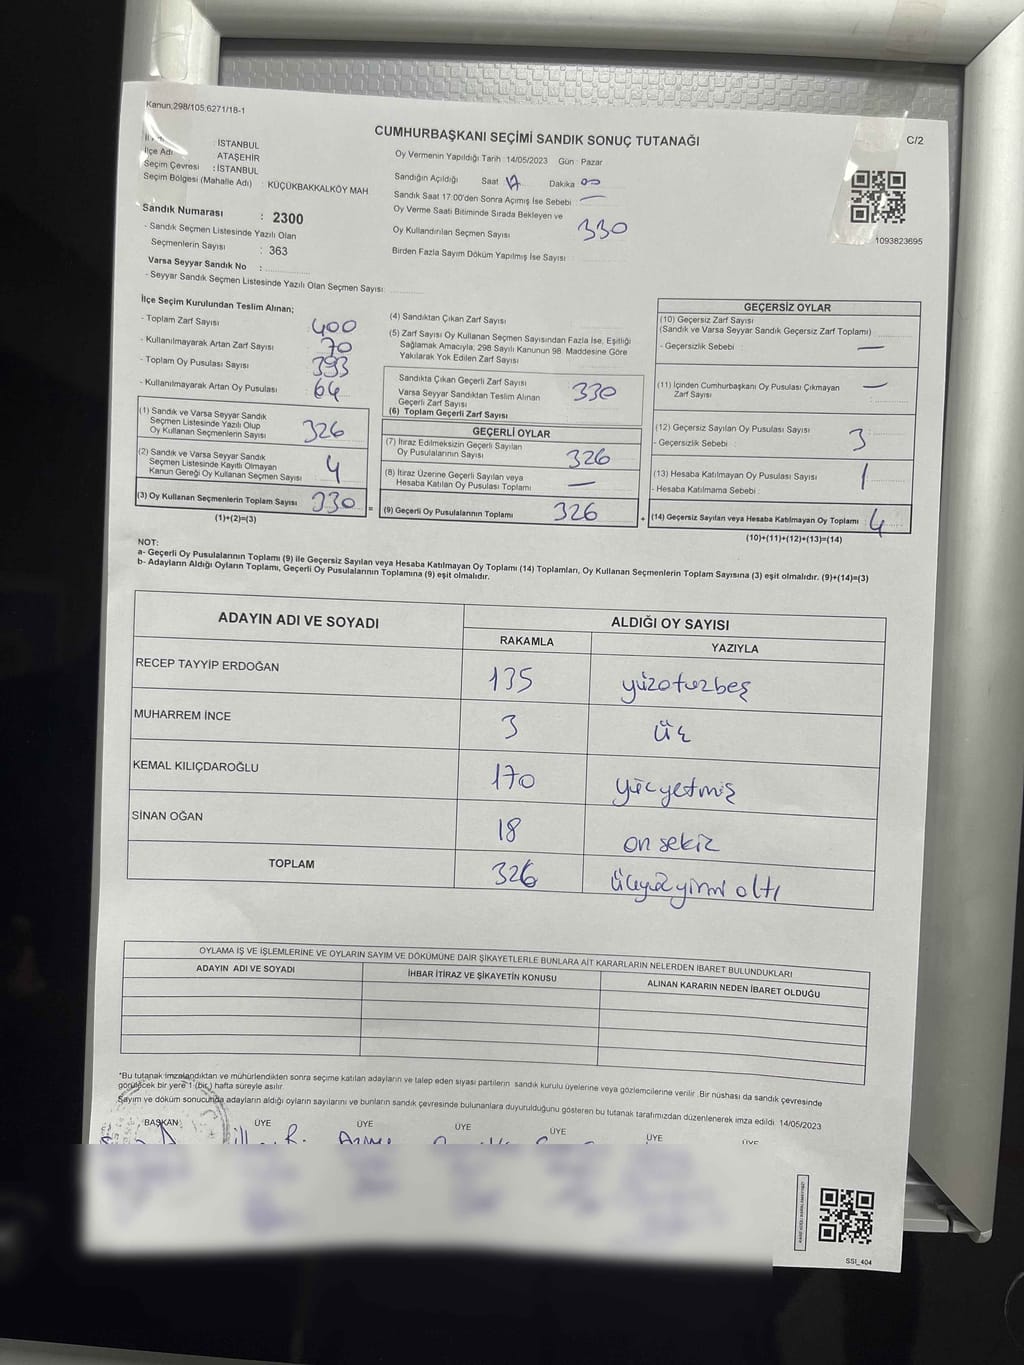 Kanun;298/105,6271/18-1
CUMHURBAŞKANI SEÇİMİ SANDIK SONUÇ TUTANAĞI
C/2
: İSTANBUL
İlçe Adı : ATAŞEHİR
Seçim Çevresi : İSTANBUL
Seçim Bölgesi (Mahalle Adı) : KÜÇÜKBAKKALKÖY MAH
Sandık Numarası : 2300
- Sandık Seçmen Listesinde Yazılı Olan
Seçmenlerin Sayısı : 363
Varsa Seyyar Sandık No :
- Seyyar Sandık Seçmen Listesinde Yazılı Olan Seçmen Sayısı:
Oy Vermenin Yapıldığı Tarih : 14/05/2023 Gün : Pazar
Sandığın Açıldığı Saat 17 Dakika 00
Sandık Saat 17:00'den Sonra Açımış İse Sebebi : —
Oy Verme Saati Bitiminde Sırada Bekleyen ve
Oy Kullandırılan Seçmen Sayısı 330
Birden Fazla Sayım Döküm Yapılmış İse Sayısı :
1093823695
İlçe Seçim Kurulundan Teslim Alınan;
- Toplam Zarf Sayısı 400
- Kullanılmayarak Artan Zarf Sayısı 70
- Toplam Oy Pusulası Sayısı 393
- Kullanılmayarak Artan Oy Pusulası 64
(1) Sandık ve Varsa Seyyar Sandık
Seçmen Listesinde Yazılı Olup
Oy Kullanan Seçmenlerin Sayısı 326
(2) Sandık ve Varsa Seyyar Sandık
Seçmen Listesinde Kayıtlı Olmayan
Kanun Gereği Oy Kullanan Seçmen Sayısı 4
(3) Oy Kullanan Seçmenlerin Toplam Sayısı 330 =
(1)+(2)=(3)
(4) Sandıktan Çıkan Zarf Sayısı
(5) Zarf Sayısı Oy Kullanan Seçmen Sayısından Fazla İse, Eşitliği
Sağlamak Amacıyla; 298 Sayılı Kanunun 98. Maddesine Göre
Yakılarak Yok Edilen Zarf Sayısı
Sandıkta Çıkan Geçerli Zarf Sayısı 330
Varsa Seyyar Sandıktan Teslim Alınan
Geçerli Zarf Sayısı
(6) Toplam Geçerli Zarf Sayısı
GEÇERLİ OYLAR
(7) İtiraz Edilmeksizin Geçerli Sayılan
Oy Pusulalarının Sayısı 326
(8) İtiraz Üzerine Geçerli Sayılan veya
Hesaba Katılan Oy Pusulası Toplamı —
(9) Geçerli Oy Pusulalarının Toplamı 326 +
GEÇERSİZ OYLAR
(10) Geçersiz Zarf Sayısı
(Sandık ve Varsa Seyyar Sandık Geçersiz Zarf Toplamı)
- Geçersizlik Sebebi : —
(11) İçinden Cumhurbaşkanı Oy Pusulası Çıkmayan
Zarf Sayısı —
(12) Geçersiz Sayılan Oy Pusulası Sayısı 3
- Geçersizlik Sebebi :
(13) Hesaba Katılmayan Oy Pusulası Sayısı 1
- Hesaba Katılmama Sebebi :
(14) Geçersiz Sayılan veya Hesaba Katılmayan Oy Toplamı 4
(10)+(11)+(12)+(13)=(14)
NOT:
a- Geçerli Oy Pusulalarının Toplamı (9) ile Geçersiz Sayılan veya Hesaba Katılmayan Oy Toplamı (14) Toplamları, Oy Kullanan Seçmenlerin Toplam Sayısına (3) eşit olmalıdır. (9)+(14)=(3)
b- Adayların Aldığı Oyların Toplamı, Geçerli Oy Pusulalarının Toplamına (9) eşit olmalıdır.
ADAYIN ADI VE SOYADI
ALDIĞI OY SAYISI
RAKAMLA YAZIYLA
RECEP TAYYİP ERDOĞAN 135 yüzotuzbeş
MUHARREM İNCE 3 üç
KEMAL KILIÇDAROĞLU 170 yüzyetmiş
SİNAN OĞAN 18 on sekiz
TOPLAM 326 üçyüzyirmi altı
OYLAMA İŞ VE İŞLEMLERİNE VE OYLARIN SAYIM VE DÖKÜMÜNE DAİR ŞİKAYETLERLE BUNLARA AİT KARARLARIN NELERDEN İBARET BULUNDUKLARI
ADAYIN ADI VE SOYADI İHBAR İTİRAZ VE ŞİKAYETİN KONUSU ALINAN KARARIN NEDEN İBARET OLDUĞU
*Bu tutanak imzalandıktan ve mühürlendikten sonra seçime katılan adayların ve talep eden siyasi partilerin sandık kurulu üyelerine veya gözlemcilerine verilir. Bir nüshası da sandık çevresinde
görülecek bir yere 1 (bir) hafta süreyle asılır.
Sayım ve döküm sonucunda adayların aldığı oyların sayılarını ve bunların sandık çevresinde bulunanlara duyurulduğunu gösteren bu tutanak tarafımızdan düzenlenerek imza edildi. 14/05/2023
BAŞKAN ÜYE ÜYE ÜYE ÜYE ÜYE ÜYE
SSI_404